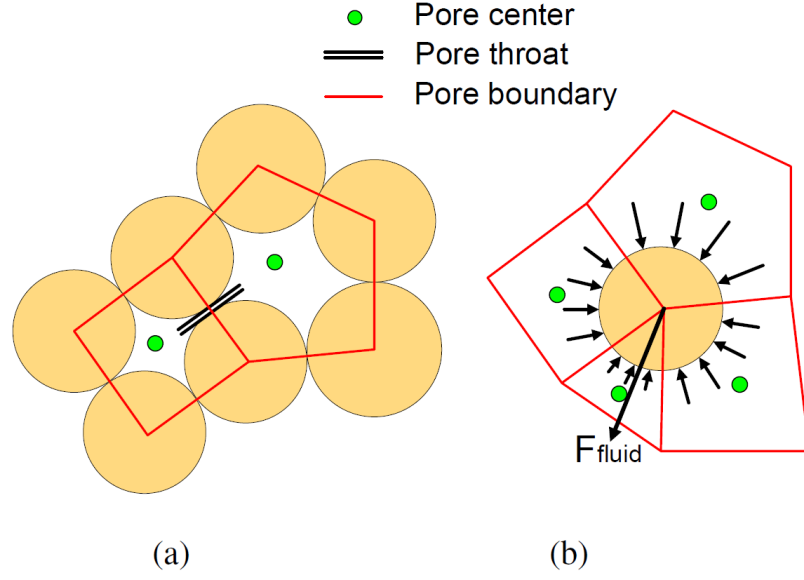 Pore center
Pore throat
Pore boundary
Ffluid
(a)
(b)